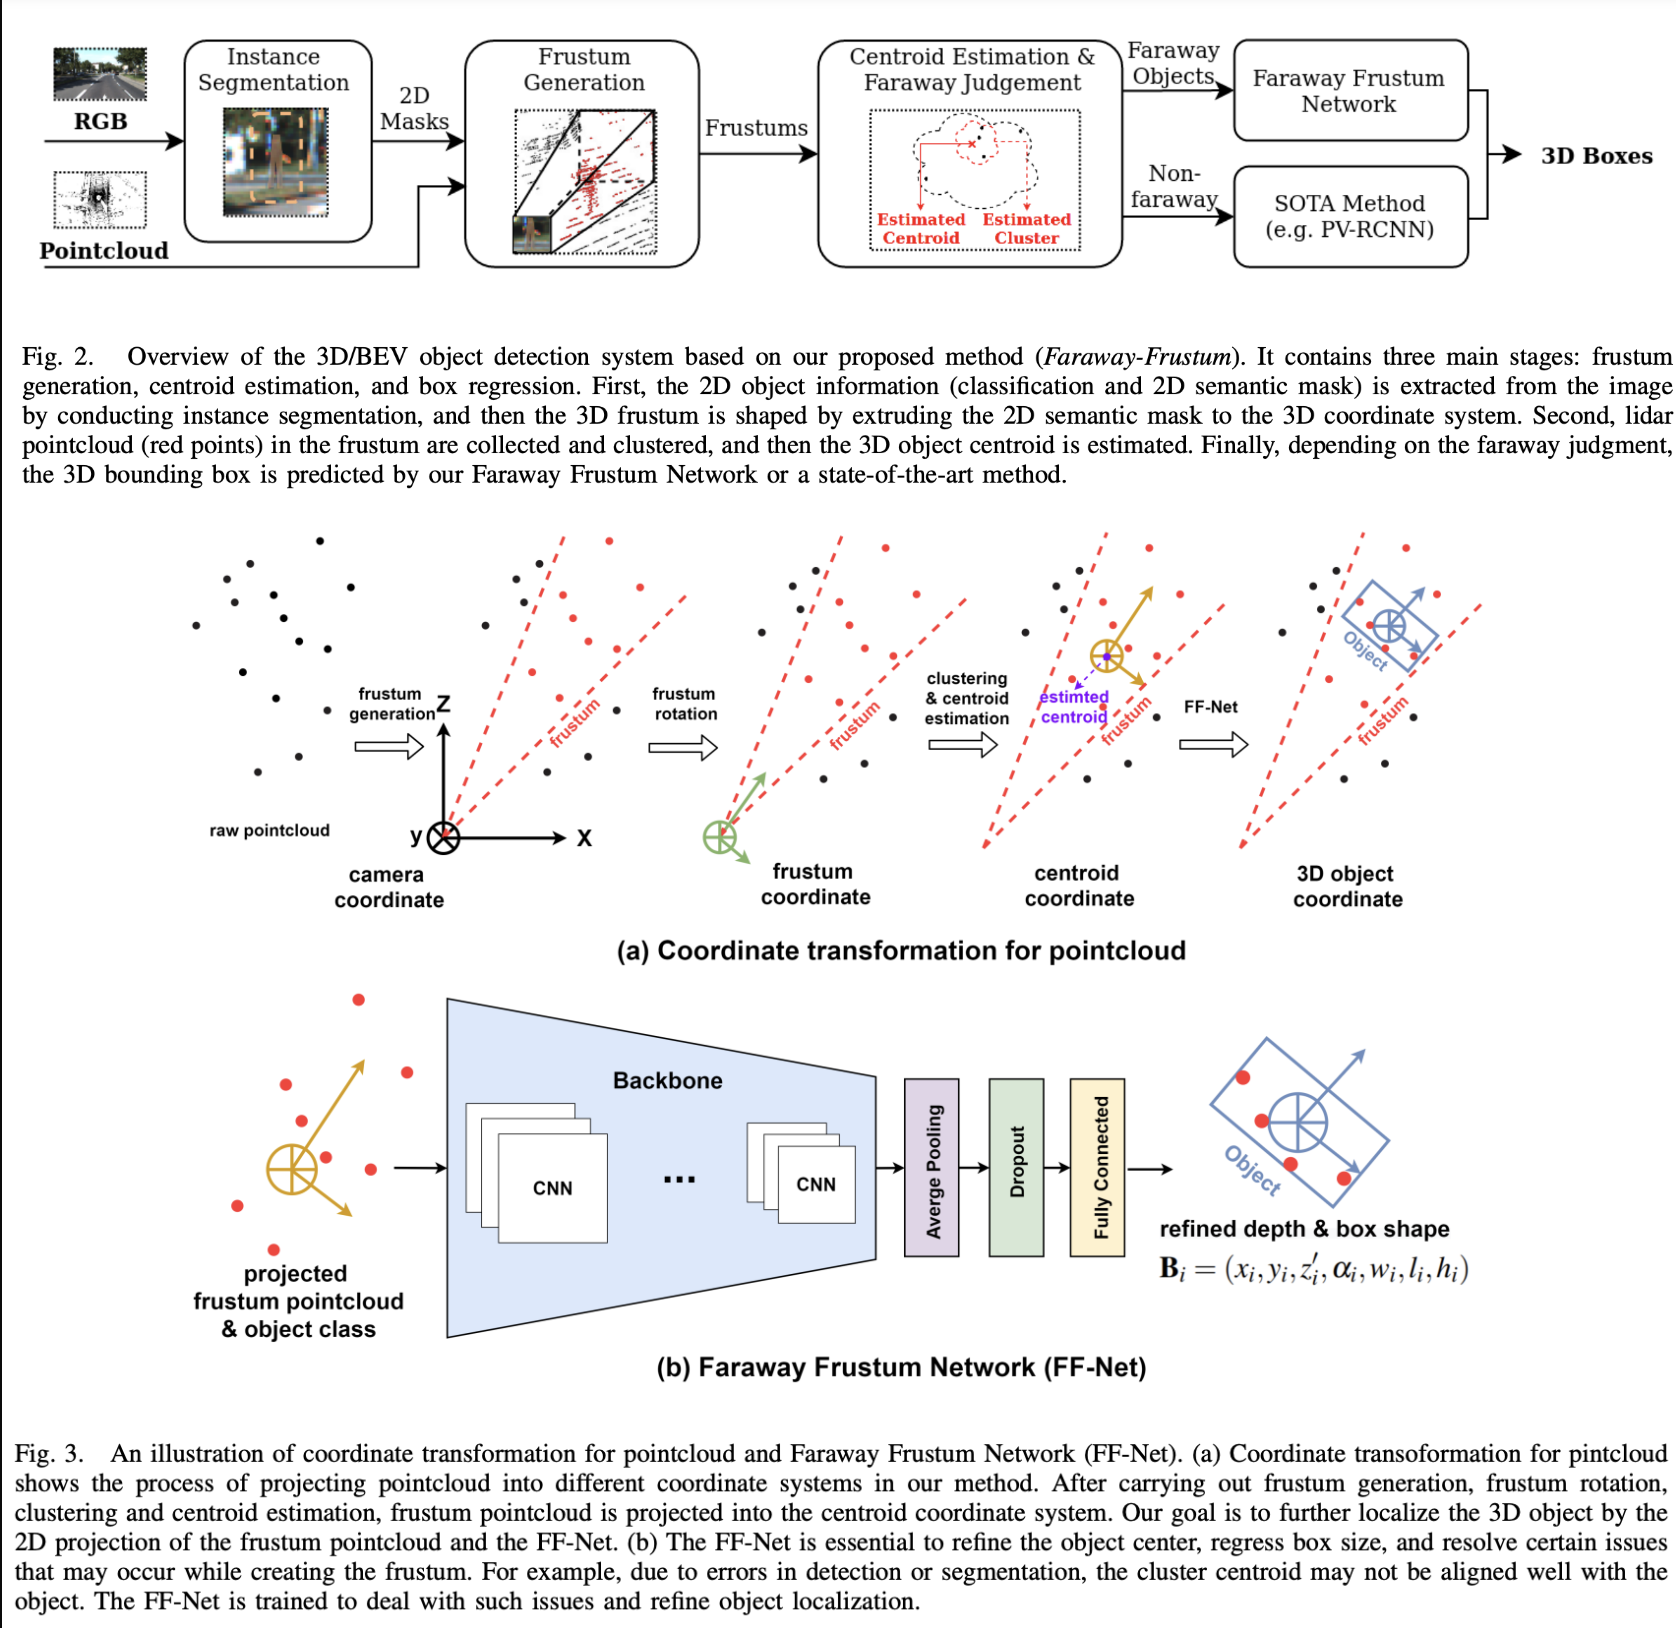 RGB
Pointcloud
Instance
Segmentation
2D
Masks
Frustum
Generation
Frustums
Centroid Estimation &
Faraway Judgement
Estimated
Centroid
Estimated
Cluster
Faraway
Objects
Non-
faraway
Faraway Frustum
Network
SOTA Method
(e.g. PV-RCNN)
3D Boxes
Fig. 2. Overview of the 3D/BEV object detection system based on our proposed method (Faraway-Frustum). It contains three main stages: frustum
generation, centroid estimation, and box regression. First, the 2D object information (classification and 2D semantic mask) is extracted from the image
by conducting instance segmentation, and then the 3D frustum is shaped by extruding the 2D semantic mask to the 3D coordinate system. Second, lidar
pointcloud (red points) in the frustum are collected and clustered, and then the 3D object centroid is estimated. Finally, depending on the faraway judgment,
the 3D bounding box is predicted by our Faraway Frustum Network or a state-of-the-art method.
raw pointcloud
frustum
generation
Z
y
X
frustum
camera
coordinate
frustum
rotation
frustum
frustum
coordinate
clustering
& centroid
estimation
estimted
centroid
frustum
centroid
coordinate
FF-Net
Object
frustum
3D object
coordinate
(a) Coordinate transformation for pointcloud
projected
frustum pointcloud
& object class
Backbone
CNN
...
CNN
Averge Pooling
Dropout
Fully Connected
Object
refined depth & box shape
B_i = (x_i, y_i, z'_i, α_i, w_i, l_i, h_i)
(b) Faraway Frustum Network (FF-Net)
Fig. 3. An illustration of coordinate transformation for pointcloud and Faraway Frustum Network (FF-Net). (a) Coordinate transoformation for pintcloud
shows the process of projecting pointcloud into different coordinate systems in our method. After carrying out frustum generation, frustum rotation,
clustering and centroid estimation, frustum pointcloud is projected into the centroid coordinate system. Our goal is to further localize the 3D object by the
2D projection of the frustum pointcloud and the FF-Net. (b) The FF-Net is essential to refine the object center, regress box size, and resolve certain issues
that may occur while creating the frustum. For example, due to errors in detection or segmentation, the cluster centroid may not be aligned well with the
object. The FF-Net is trained to deal with such issues and refine object localization.